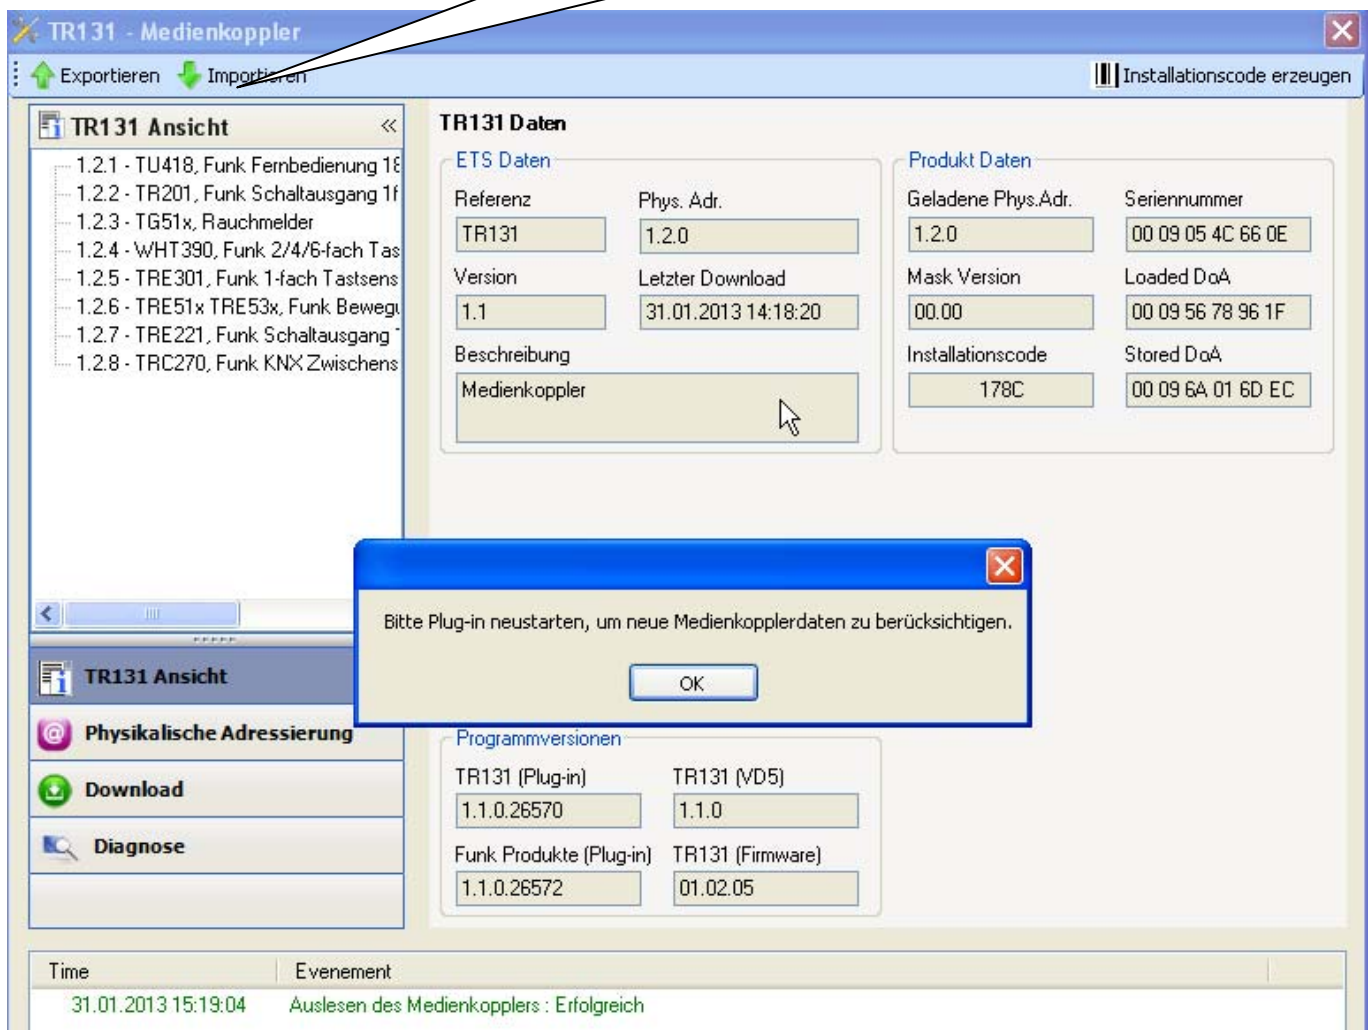 TR131 - Medienkoppler
Exportieren Importieren Installationscode erzeugen
TR131 Ansicht «
1.2.1 - TU418, Funk Fernbedienung 18
1.2.2 - TR201, Funk Schaltausgang 1f
1.2.3 - TG51x, Rauchmelder
1.2.4 - WHT390, Funk 2/4/6-fach Tas
1.2.5 - TRE301, Funk 1-fach Tastsens
1.2.6 - TRE51x TRE53x, Funk Bewegu
1.2.7 - TRE221, Funk Schaltausgang
1.2.8 - TRC270, Funk KNX Zwischens
TR131 Daten
ETS Daten
Referenz Phys. Adr.
TR131 1.2.0
Version Letzter Download
1.1 31.01.2013 14:18:20
Beschreibung
Medienkoppler
Produkt Daten
Geladene Phys.Adr. Seriennummer
1.2.0 00 09 05 4C 66 0E
Mask Version Loaded DoA
00.00 00 09 56 78 96 1F
Installationscode Stored DoA
178C 00 09 6A 01 6D EC
Bitte Plug-in neustarten, um neue Medienkopplerdaten zu berücksichtigen.
OK
TR131 Ansicht
Physikalische Adressierung
Download
Diagnose
Programmversionen
TR131 (Plug-in) TR131 (VD5)
1.1.0.26570 1.1.0
Funk Produkte (Plug-in) TR131 (Firmware)
1.1.0.26572 01.02.05
Time Evenement
31.01.2013 15:19:04 Auslesen des Medienkopplers : Erfolgreich